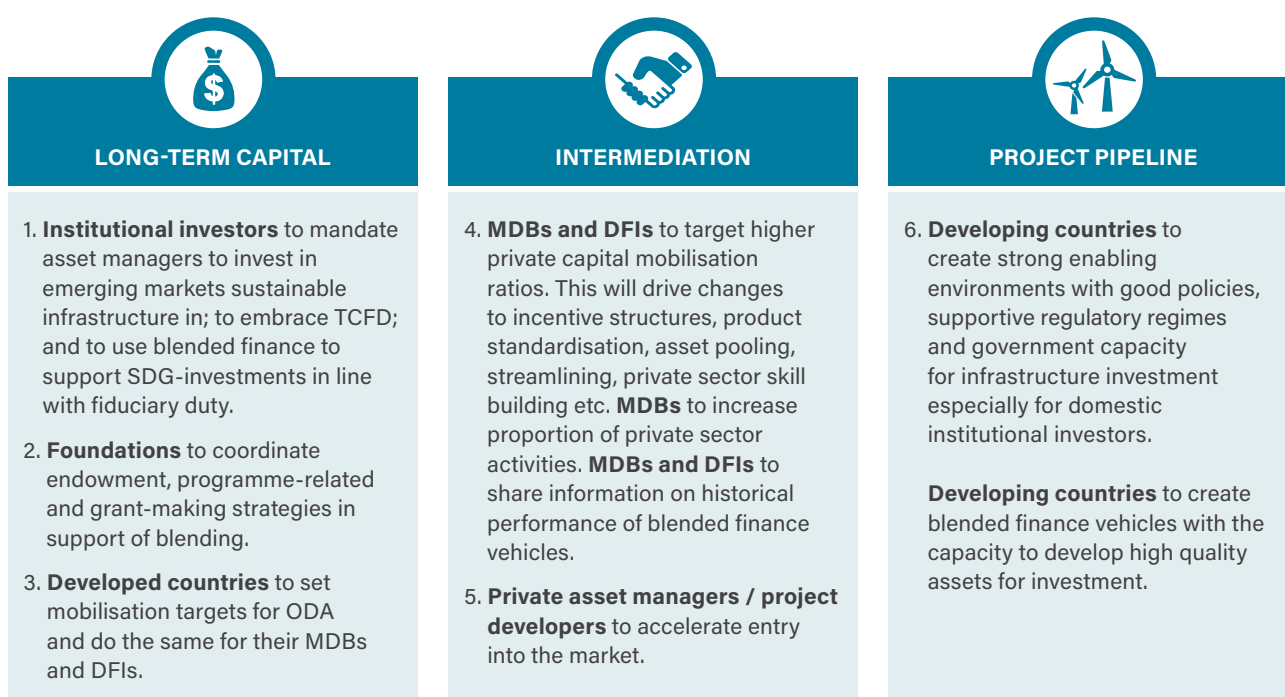 $
LONG-TERM CAPITAL
1. Institutional investors to mandate
asset managers to invest in
emerging markets sustainable
infrastructure in; to embrace TCFD;
and to use blended finance to
support SDG-investments in line
with fiduciary duty.
2. Foundations to coordinate
endowment, programme-related
and grant-making strategies in
support of blending.
3. Developed countries to set
mobilisation targets for ODA
and do the same for their MDBs
and DFIs.
INTERMEDIATION
4. MDBs and DFIs to target higher
private capital mobilisation
ratios. This will drive changes
to incentive structures, product
standardisation, asset pooling,
streamlining, private sector skill
building etc. MDBs to increase
proportion of private sector
activities. MDBs and DFIs to
share information on historical
performance of blended finance
vehicles.
5. Private asset managers / project
developers to accelerate entry
into the market.
PROJECT PIPELINE
6. Developing countries to
create strong enabling
environments with good policies,
supportive regulatory regimes
and government capacity
for infrastructure investment
especially for domestic
institutional investors.
Developing countries to create
blended finance vehicles with the
capacity to develop high quality
assets for investment.